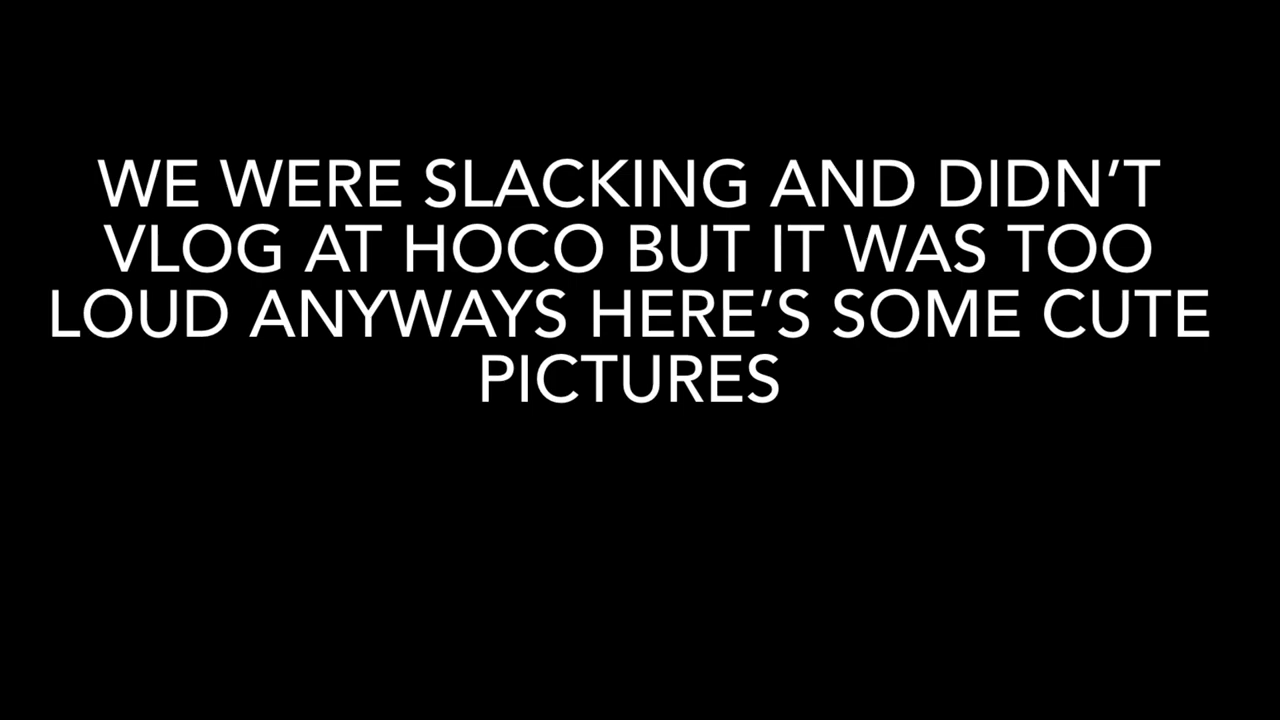 WE WERE SLACKING AND DIDN’T
VLOG AT HOCO BUT IT WAS TOO
LOUD ANYWAYS HERE’S SOME CUTE
PICTURES